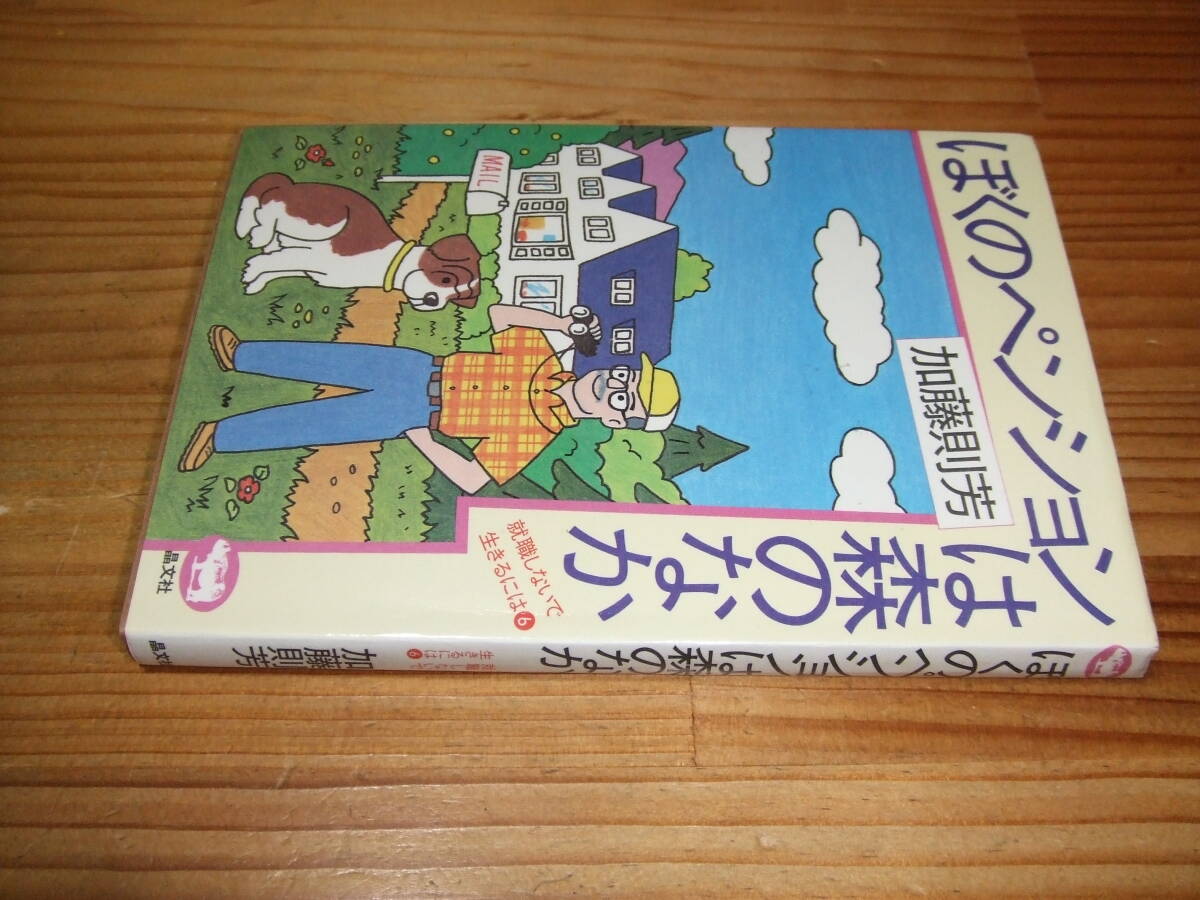 ぼくのペンション
は森のなか
加藤則芳
就職しないで
生きるには6
晶文社
MAIL
ぼくのペンションは森のなか
就職しないで
生きるには6
加藤則芳
晶文社